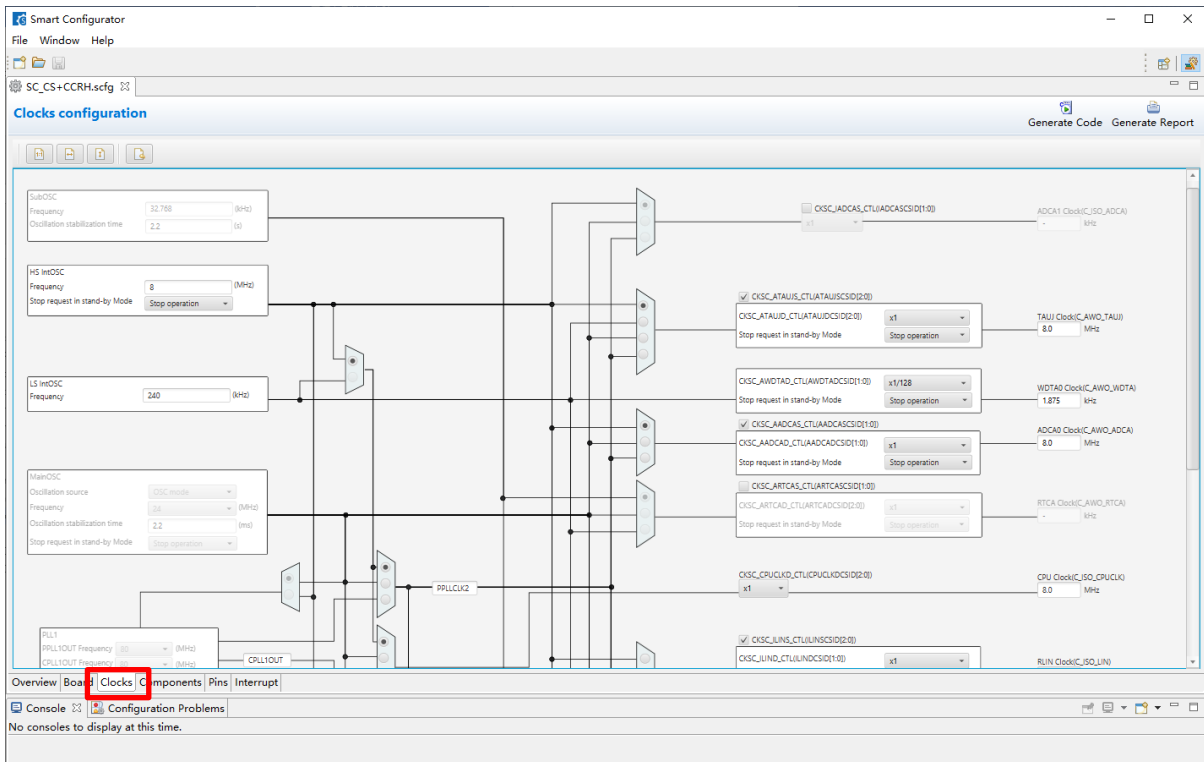 Smart Configurator
File Window Help
SC_CS+CCRH.scfg
Clocks configuration
Generate Code Generate Report
SubOSC
Frequency 32.768 (kHz)
Oscillation stabilization time 2.2 (s)
CKSC_IADCAS_CTL(IADCASCSID[1:0])
x1
ADCA1 Clock(C_ISO_ADCA)
- kHz
HS IntOSC
Frequency 8 (MHz)
Stop request in stand-by Mode Stop operation
CKSC_ATAUJS_CTL(ATAUJSCSID[2:0])
CKSC_ATAUJD_CTL(ATAUJDCSID[2:0]) x1
Stop request in stand-by Mode Stop operation
TAUJ Clock(C_AWO_TAUJ)
8.0 MHz
LS IntOSC
Frequency 240 (kHz)
CKSC_AWDTAD_CTL(AWDTADCSID[1:0]) x1/128
Stop request in stand-by Mode Stop operation
WDTA0 Clock(C_AWO_WDTA)
1.875 kHz
CKSC_AADCAS_CTL(AADCASCSID[1:0])
CKSC_AADCAD_CTL(AADCADCSID[1:0]) x1
Stop request in stand-by Mode Stop operation
ADCA0 Clock(C_AWO_ADCA)
8.0 MHz
MainOSC
Oscillation source OSC mode
Frequency 24 (MHz)
Oscillation stabilization time 2.2 (ms)
Stop request in stand-by Mode Stop operation
CKSC_ARTCAS_CTL(ARTCASCSID[1:0])
CKSC_ARTCAD_CTL(ARTCADCSID[2:0]) x1
Stop request in stand-by Mode Stop operation
RTCA Clock(C_AWO_RTCA)
- kHz
PPLLCLK2
CKSC_CPUCLKD_CTL(CPUCLKDCSID[2:0])
x1
CPU Clock(C_ISO_CPUCLK)
8.0 MHz
PLL1
PPLL1OUT Frequency 80 (MHz)
CPLL1OUT Frequency 80 (MHz)
CPLL1OUT
CKSC_ILINS_CTL(ILINSCSID[2:0])
CKSC_ILIND_CTL(ILINDCSID[1:0]) x1
RLIN Clock(C_ISO_LIN)
Overview Board Clocks Components Pins Interrupt
Console Configuration Problems
No consoles to display at this time.